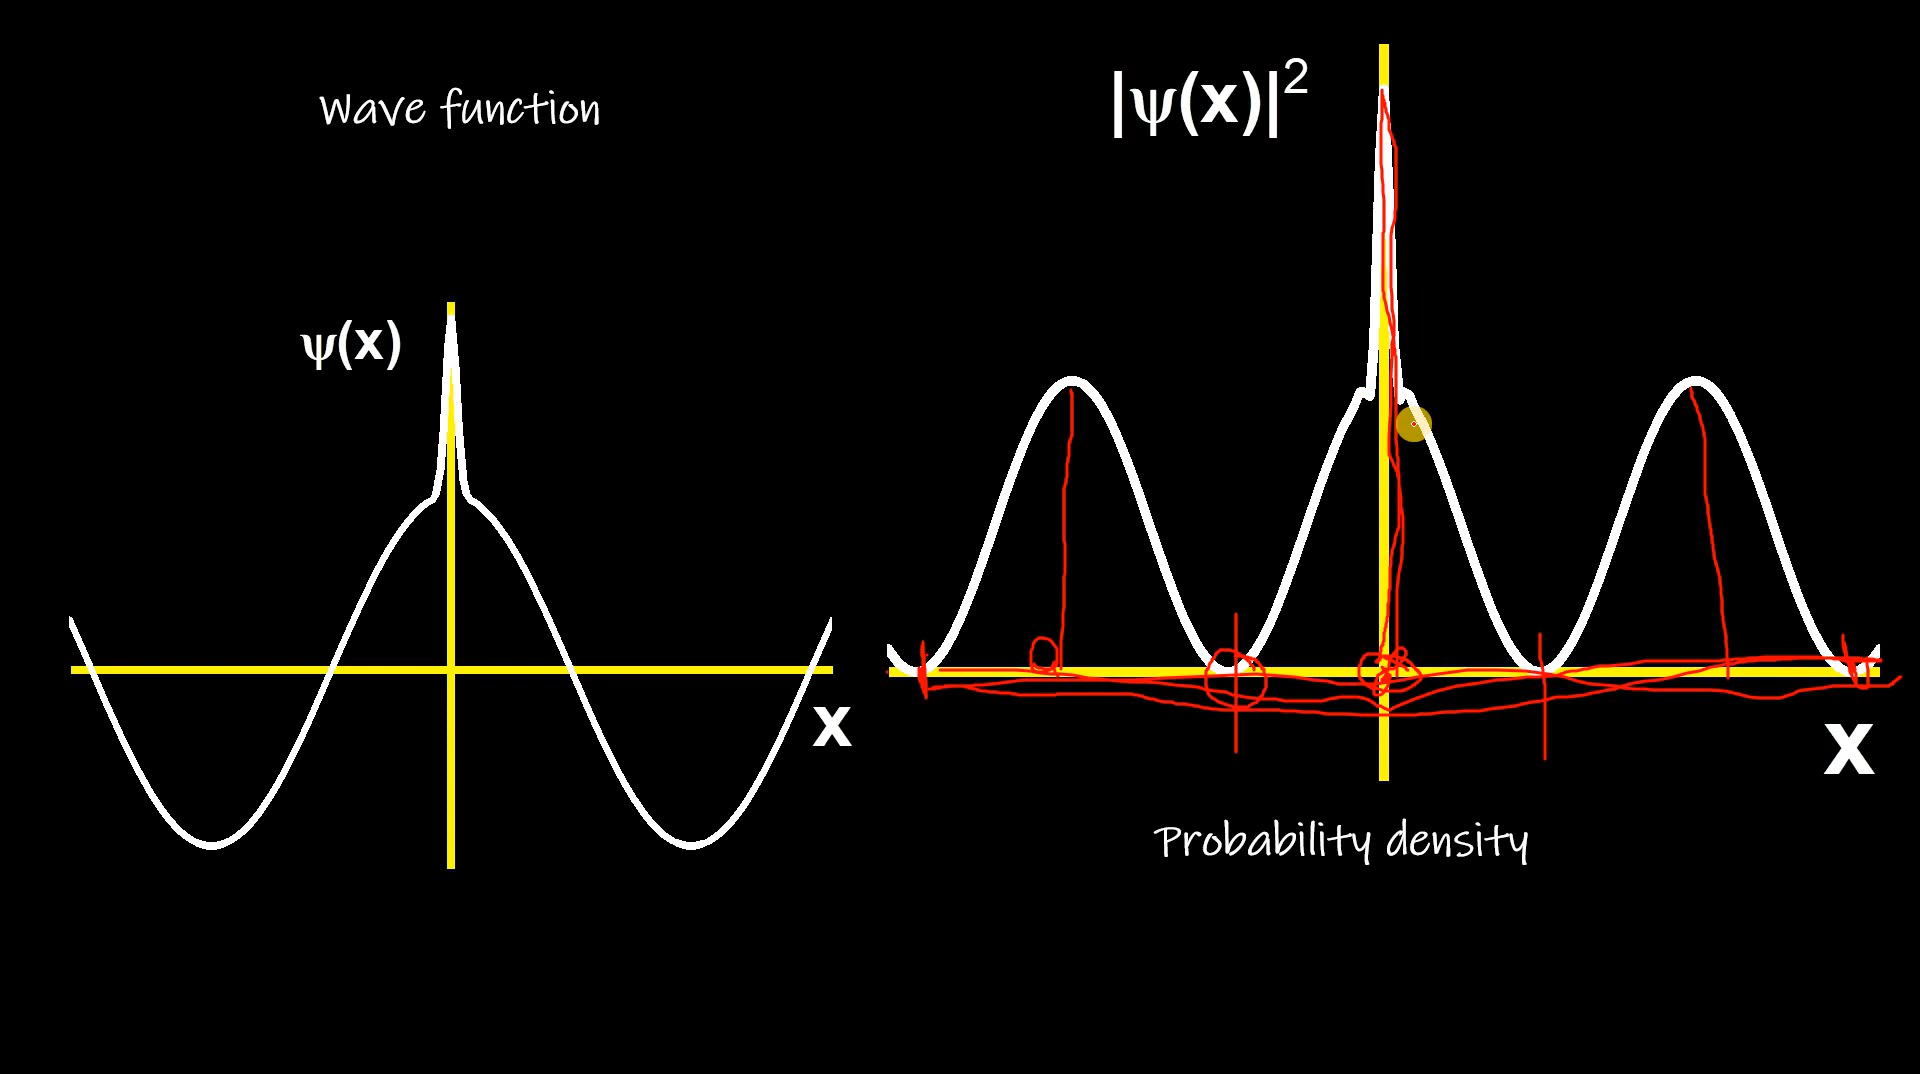 Wave function
ψ(x)
x
|ψ(x)|²
x
Probability density